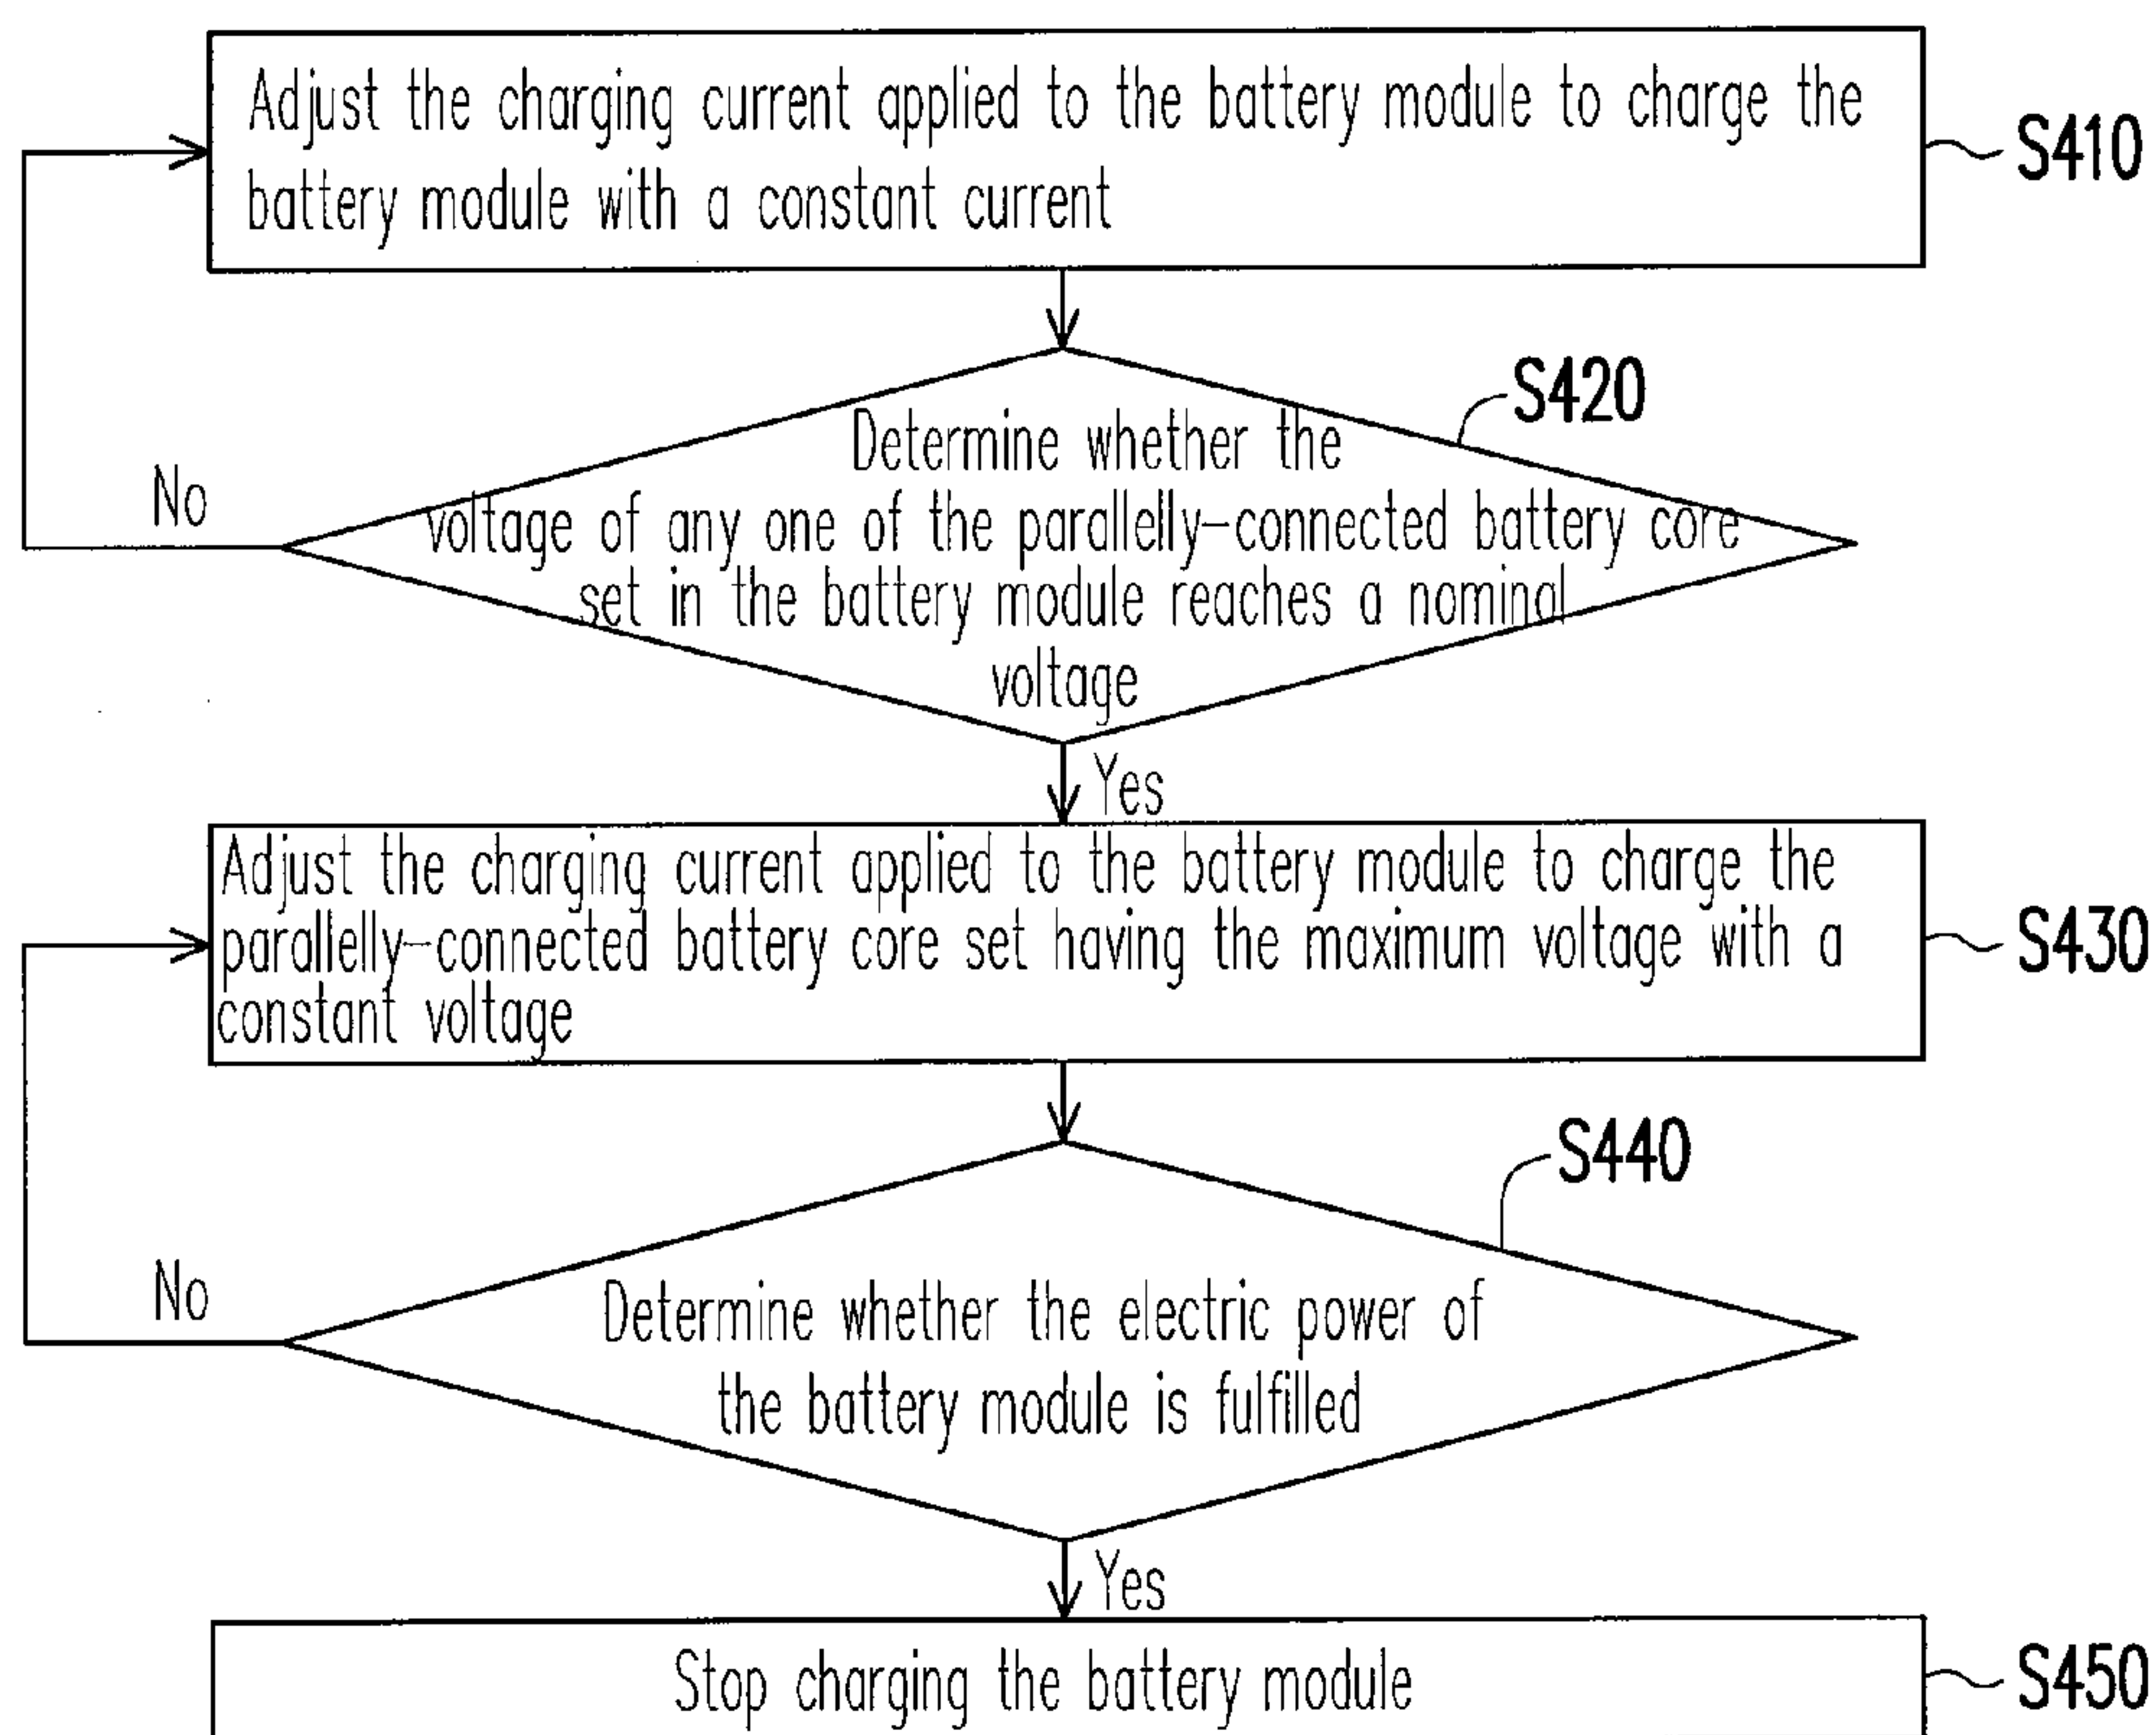 Adjust the charging current applied to the battery module to charge the
battery module with a constant current
S410
S420
Determine whether the
voltage of any one of the parallelly-connected battery core
set in the battery module reaches a nominal
voltage
No
Yes
Adjust the charging current applied to the battery module to charge the
parallelly-connected battery core set having the maximum voltage with a
constant voltage
S430
S440
Determine whether the electric power of
the battery module is fulfilled
No
Yes
Stop charging the battery module
S450